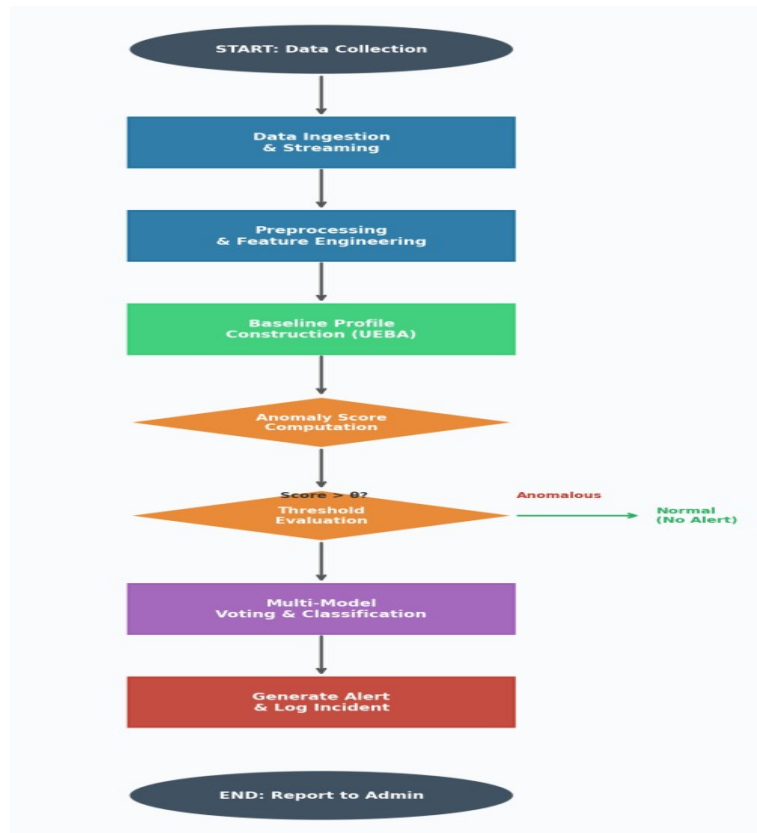 START: Data Collection
Data Ingestion
& Streaming
Preprocessing
& Feature Engineering
Baseline Profile
Construction (UEBA)
Anomaly Score
Computation
Score > θ?
Threshold
Evaluation
Anomalous
Normal
(No Alert)
Multi-Model
Voting & Classification
Generate Alert
& Log Incident
END: Report to Admin